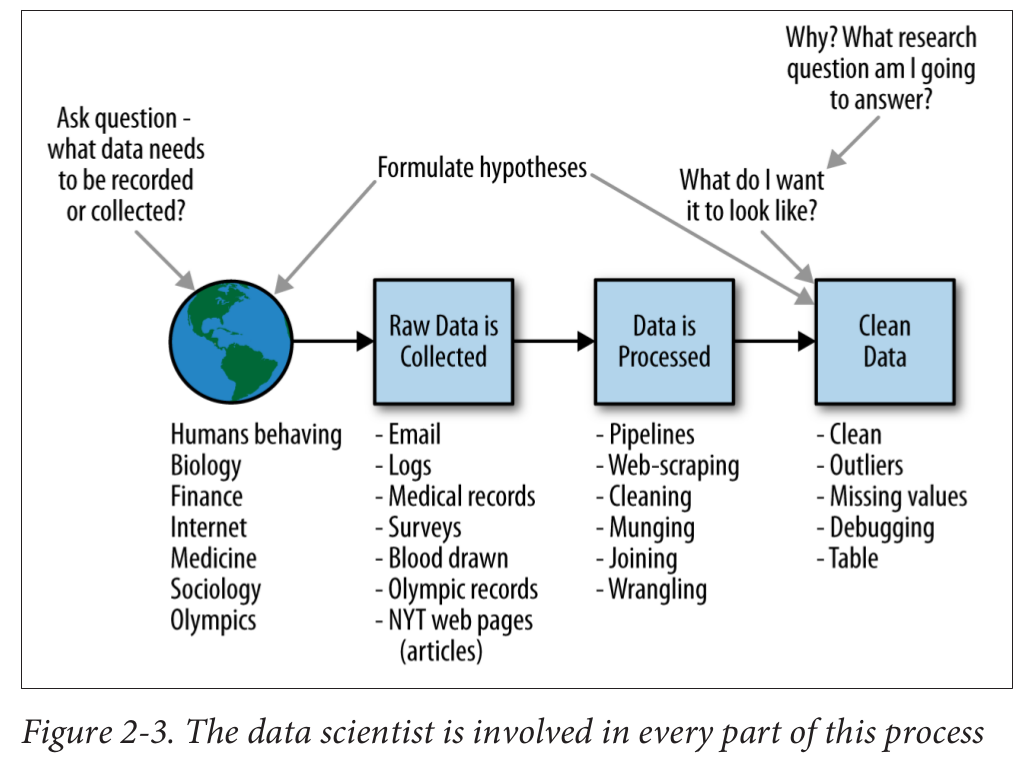 Why? What research
question am I going
to answer?
Ask question -
what data needs
to be recorded
or collected?
Formulate hypotheses
What do I want
it to look like?
Raw Data is
Collected
Data is
Processed
Clean
Data
Humans behaving
Biology
Finance
Internet
Medicine
Sociology
Olympics
- Email
- Logs
- Medical records
- Surveys
- Blood drawn
- Olympic records
- NYT web pages
(articles)
- Pipelines
- Web-scraping
- Cleaning
- Munging
- Joining
- Wrangling
- Clean
- Outliers
- Missing values
- Debugging
- Table
Figure 2-3. The data scientist is involved in every part of this process